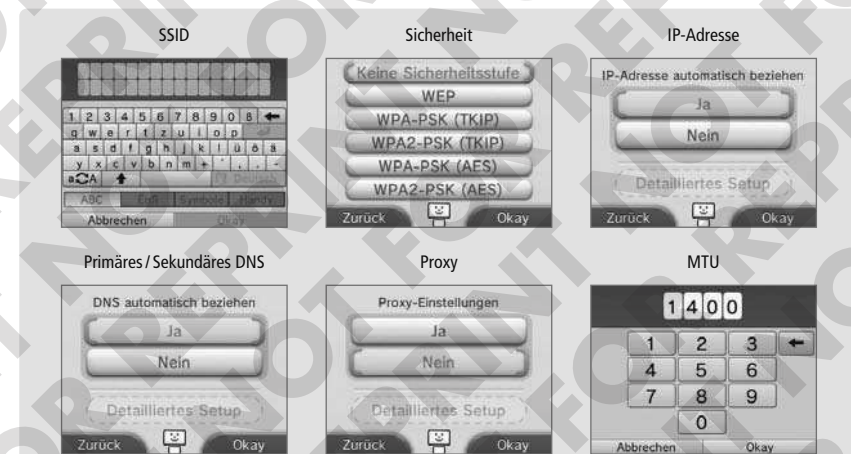 SSID
1 2 3 4 5 6 7 8 9 0 ß ←
q w e r t z u i o p
a s d f g h j k l ü ö ä
y x c v b n m + ' , . -
a A Deutsch
ABC Symbole Handy
Abbrechen Okay
Sicherheit
Keine Sicherheitsstufe
WEP
WPA-PSK (TKIP)
WPA2-PSK (TKIP)
WPA-PSK (AES)
WPA2-PSK (AES)
Zurück Okay
IP-Adresse
IP-Adresse automatisch beziehen
Ja
Nein
Detailliertes Setup
Zurück Okay
Primäres / Sekundäres DNS
DNS automatisch beziehen
Ja
Nein
Detailliertes Setup
Zurück Okay
Proxy
Proxy-Einstellungen
Ja
Nein
Detailliertes Setup
Zurück Okay
MTU
1400
1 2 3 ←
4 5 6
7 8 9
0
Abbrechen Okay